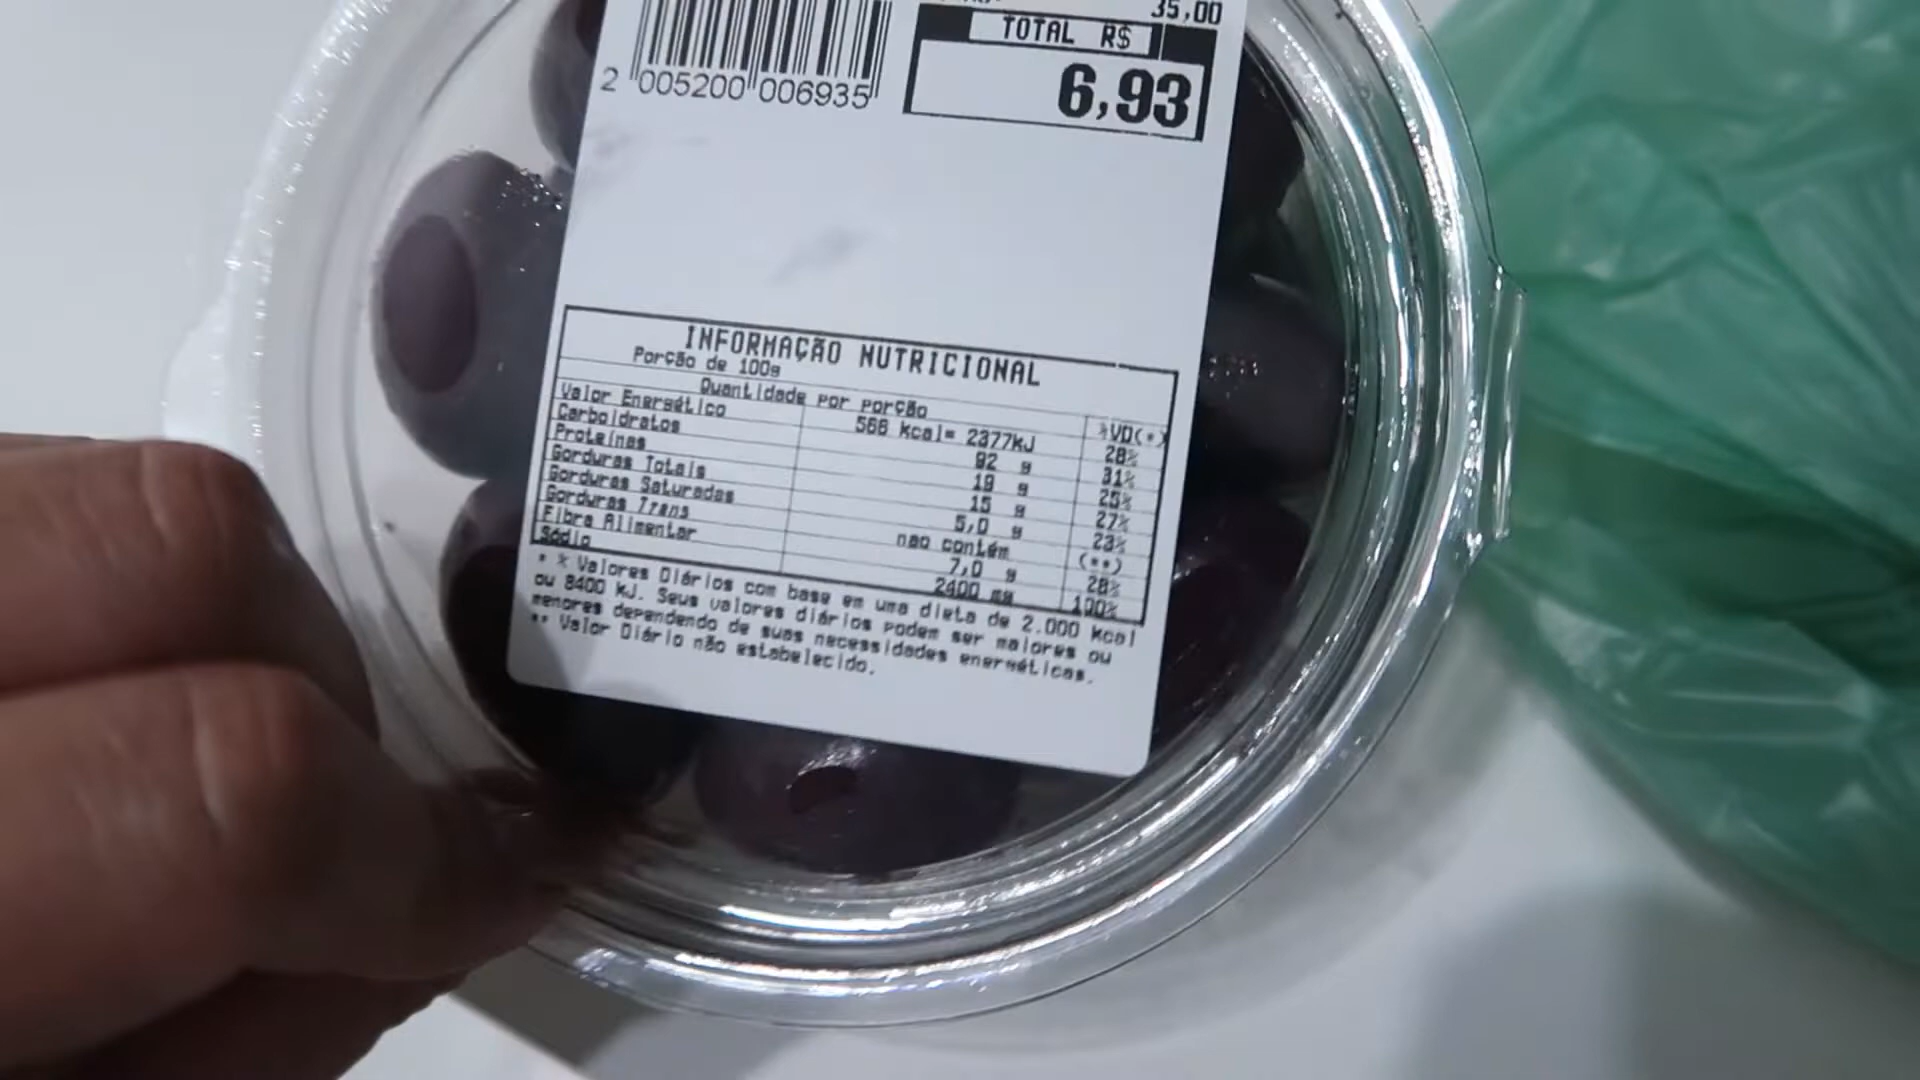 35,00
TOTAL R$
6,93
2 005200 006935
INFORMAÇÃO NUTRICIONAL
Porção de 100g
Quantidade por porção %VD(*)
Valor Energético 566 kcal= 2377kJ 28%
Carboidratos 92 g 31%
Proteínas 19 g 25%
Gorduras Totais 15 g 27%
Gorduras Saturadas 5,0 g 23%
Gorduras Trans nao contém (**)
Fibra Alimentar 7,0 g 28%
Sódio 2400 mg 100%
* % Valores Diários com base em uma dieta de 2.000 kcal
ou 8400 kJ. Seus valores diários podem ser maiores ou
menores dependendo de suas necessidades energéticas.
** Valor Diário não estabelecido.